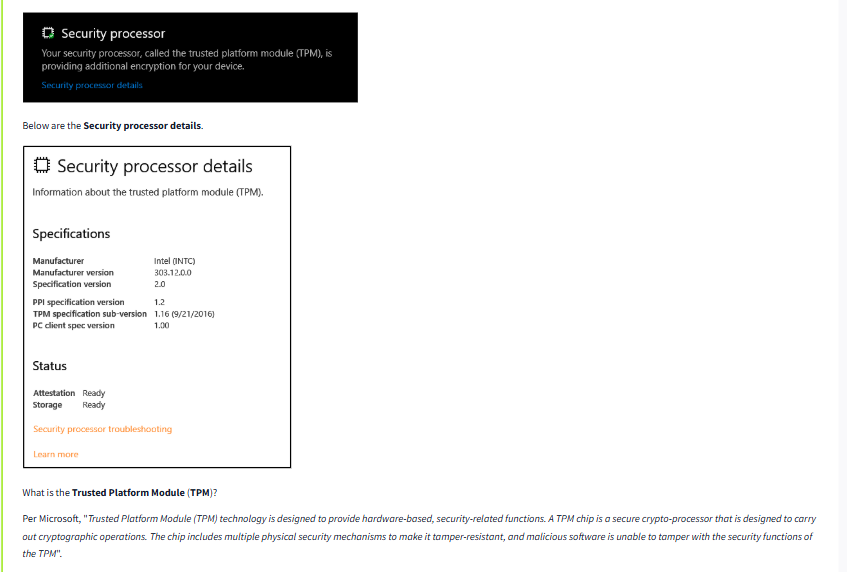 Security processor
Your security processor, called the trusted platform module (TPM), is
providing additional encryption for your device.
Security processor details
Below are the Security processor details.
Security processor details
Information about the trusted platform module (TPM).
Specifications
Manufacturer Intel (INTC)
Manufacturer version 303.12.0.0
Specification version 2.0
PPI specification version 1.2
TPM specification sub-version 1.16 (9/21/2016)
PC client spec version 1.00
Status
Attestation Ready
Storage Ready
Security processor troubleshooting
Learn more
What is the Trusted Platform Module (TPM)?
Per Microsoft, "Trusted Platform Module (TPM) technology is designed to provide hardware-based, security-related functions. A TPM chip is a secure crypto-processor that is designed to carry
out cryptographic operations. The chip includes multiple physical security mechanisms to make it tamper-resistant, and malicious software is unable to tamper with the security functions of
the TPM".